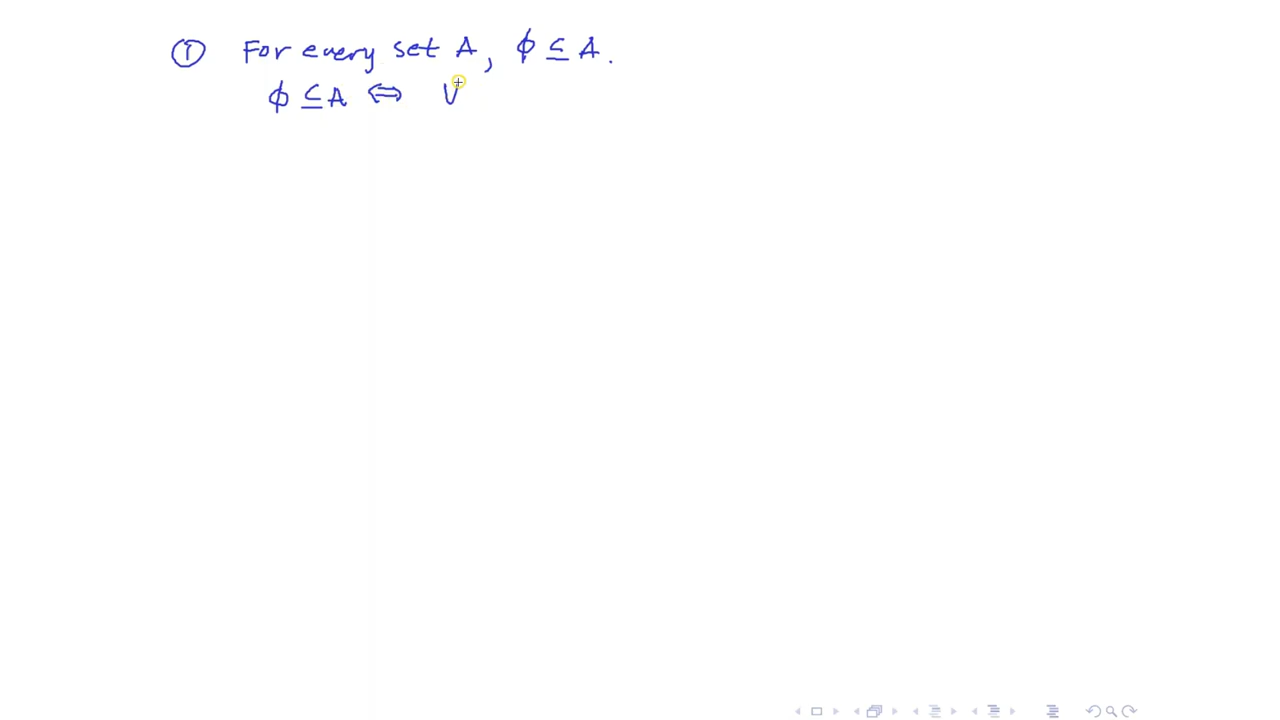 ① For every set A, ϕ ⊆ A.
ϕ ⊆ A ⇔ V